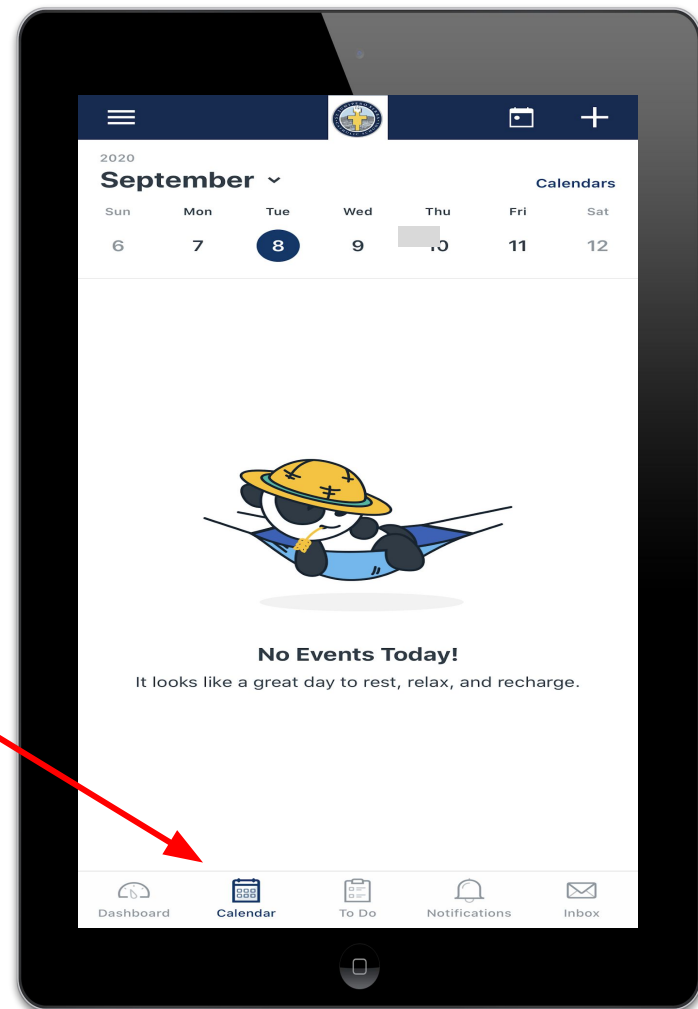 2020
September
Calendars
Sun Mon Tue Wed Thu Fri Sat
6 7 8 9 10 11 12
No Events Today!
It looks like a great day to rest, relax, and recharge.
Dashboard Calendar To Do Notifications Inbox